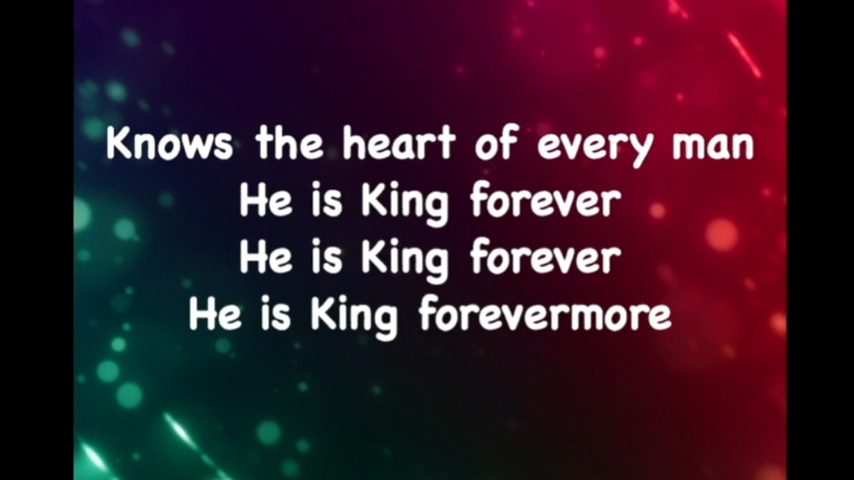 Knows the heart of every man
He is King forever
He is King forever
He is King forevermore